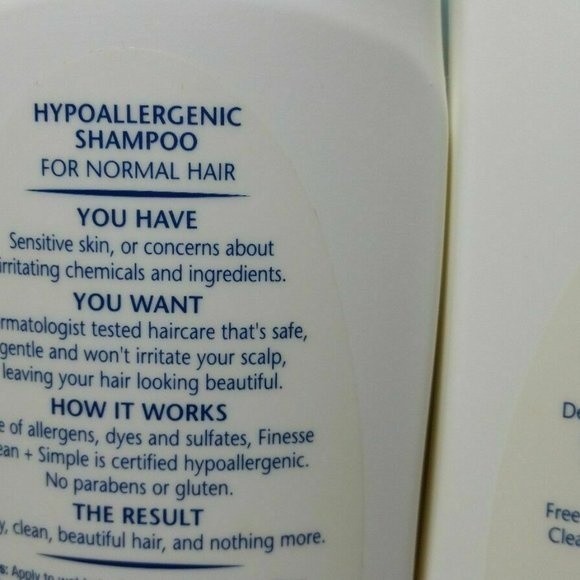 HYPOALLERGENIC
SHAMPOO
FOR NORMAL HAIR
YOU HAVE
Sensitive skin, or concerns about
irritating chemicals and ingredients.
YOU WANT
rmatologist tested haircare that's safe,
gentle and won't irritate your scalp,
leaving your hair looking beautiful.
HOW IT WORKS
e of allergens, dyes and sulfates, Finesse
ean + Simple is certified hypoallergenic.
No parabens or gluten.
THE RESULT
y, clean, beautiful hair, and nothing more.
s: Apply to
De
Free
Clea